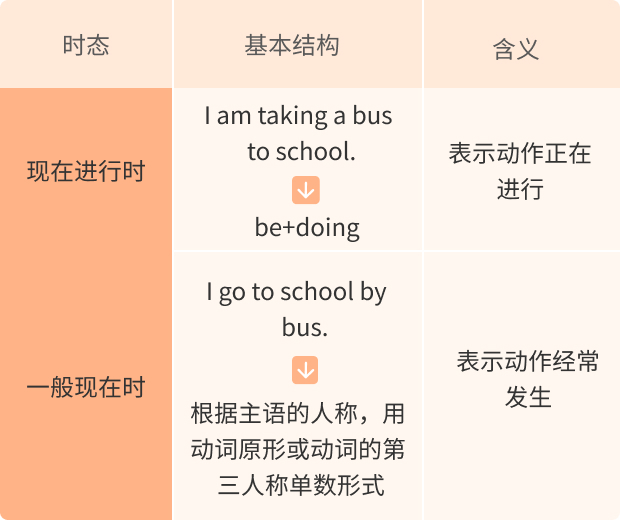 时态
基本结构
含义
现在进行时
I am taking a bus
to school.
be+doing
表示动作正在
进行
一般现在时
I go to school by
bus.
根据主语的人称，用
动词原形或动词的第
三人称单数形式
表示动作经常
发生